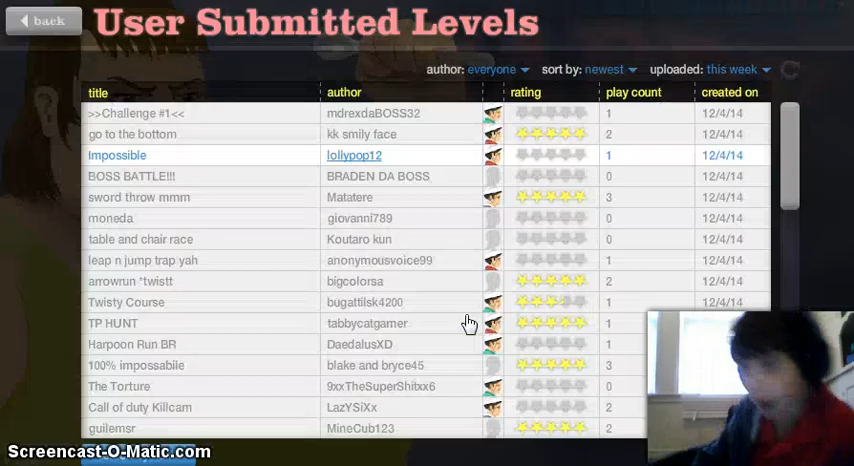 back
User Submitted Levels
author: everyone sort by: newest uploaded: this week
title author rating play count created on
>>Challenge #1<< mdrexdaBOSS32 1 12/4/14
go to the bottom kk smily face 2 12/4/14
Impossible lollypop12 1 12/4/14
BOSS BATTLE!!! BRADEN DA BOSS 0 12/4/14
sword throw mmm Matatere 3 12/4/14
moneda giovanni789 0 12/4/14
table and chair race Koutaro kun 0 12/4/14
leap n jump trap yah anonymousvoice99 1 12/4/14
arrowrun *twistt bigcolorsa 2 12/4/14
Twisty Course bugattilsk4200 1 12/4/14
TP HUNT tabbycatgamer 1
Harpoon Run BR DaedalusXD 1
100% impossabiie blake and bryce45 3
The Torture 9xxTheSuperShitxx6 0
Call of duty Killcam LazYSiXx 2
guilemsr MineCub123 2
Screencast-O-Matic.com